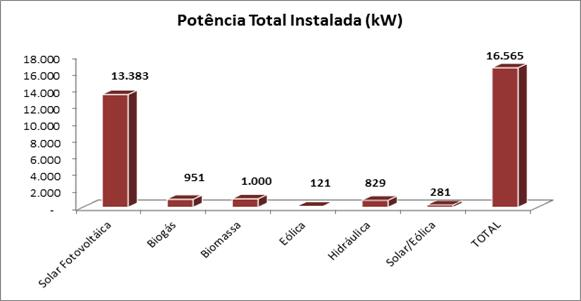 Potência Total Instalada (kW)
18.000
16.000
14.000
12.000
10.000
8.000
6.000
4.000
2.000
-
13.383
951
1.000
121
829
281
16.565
Solar Fotovoltáica
Biogás
Biomassa
Eólica
Hidráulica
Solar/Eólica
TOTAL